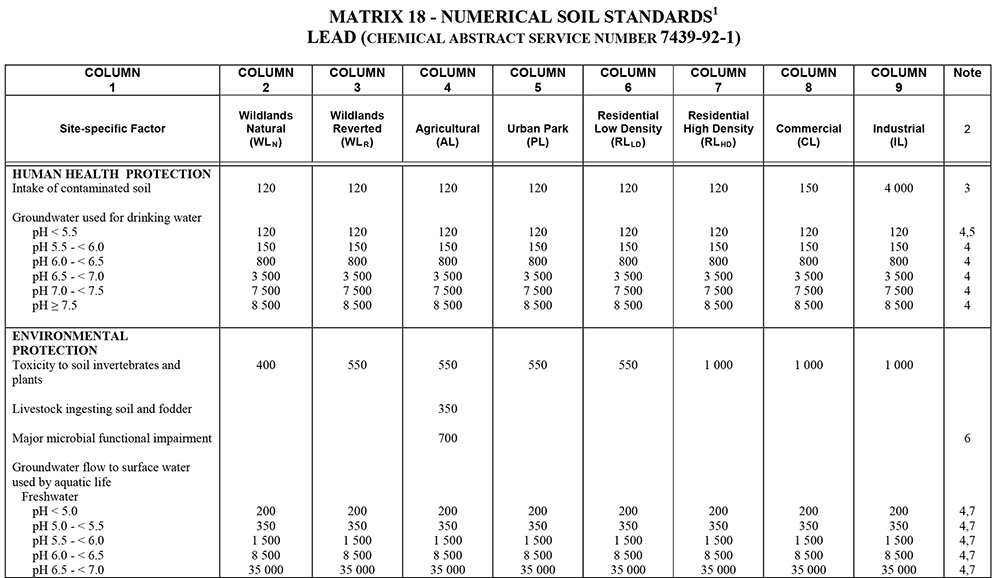 MATRIX 18 - NUMERICAL SOIL STANDARDS1
LEAD (CHEMICAL ABSTRACT SERVICE NUMBER 7439-92-1)
COLUMN 1 COLUMN 2 COLUMN 3 COLUMN 4 COLUMN 5 COLUMN 6 COLUMN 7 COLUMN 8 COLUMN 9 Note
Site-specific Factor Wildlands Natural (WLN) Wildlands Reverted (WLR) Agricultural (AL) Urban Park (PL) Residential Low Density (RLLD) Residential High Density (RLHD) Commercial (CL) Industrial (IL) 2
HUMAN HEALTH PROTECTION
Intake of contaminated soil 120 120 120 120 120 120 150 4 000 3
Groundwater used for drinking water
pH < 5.5 120 120 120 120 120 120 120 120 4,5
pH 5.5 - < 6.0 150 150 150 150 150 150 150 150 4
pH 6.0 - < 6.5 800 800 800 800 800 800 800 800 4
pH 6.5 - < 7.0 3 500 3 500 3 500 3 500 3 500 3 500 3 500 3 500 4
pH 7.0 - < 7.5 7 500 7 500 7 500 7 500 7 500 7 500 7 500 7 500 4
pH ≥ 7.5 8 500 8 500 8 500 8 500 8 500 8 500 8 500 8 500 4
ENVIRONMENTAL
PROTECTION
Toxicity to soil invertebrates and 400 550 550 550 550 1 000 1 000 1 000
plants
Livestock ingesting soil and fodder 350
Major microbial functional impairment 700 6
Groundwater flow to surface water
used by aquatic life
Freshwater
pH < 5.0 200 200 200 200 200 200 200 200 4,7
pH 5.0 - < 5.5 350 350 350 350 350 350 350 350 4,7
pH 5.5 - < 6.0 1 500 1 500 1 500 1 500 1 500 1 500 1 500 1 500 4,7
pH 6.0 - < 6.5 8 500 8 500 8 500 8 500 8 500 8 500 8 500 8 500 4,7
pH 6.5 - < 7.0 35 000 35 000 35 000 35 000 35 000 35 000 35 000 35 000 4,7